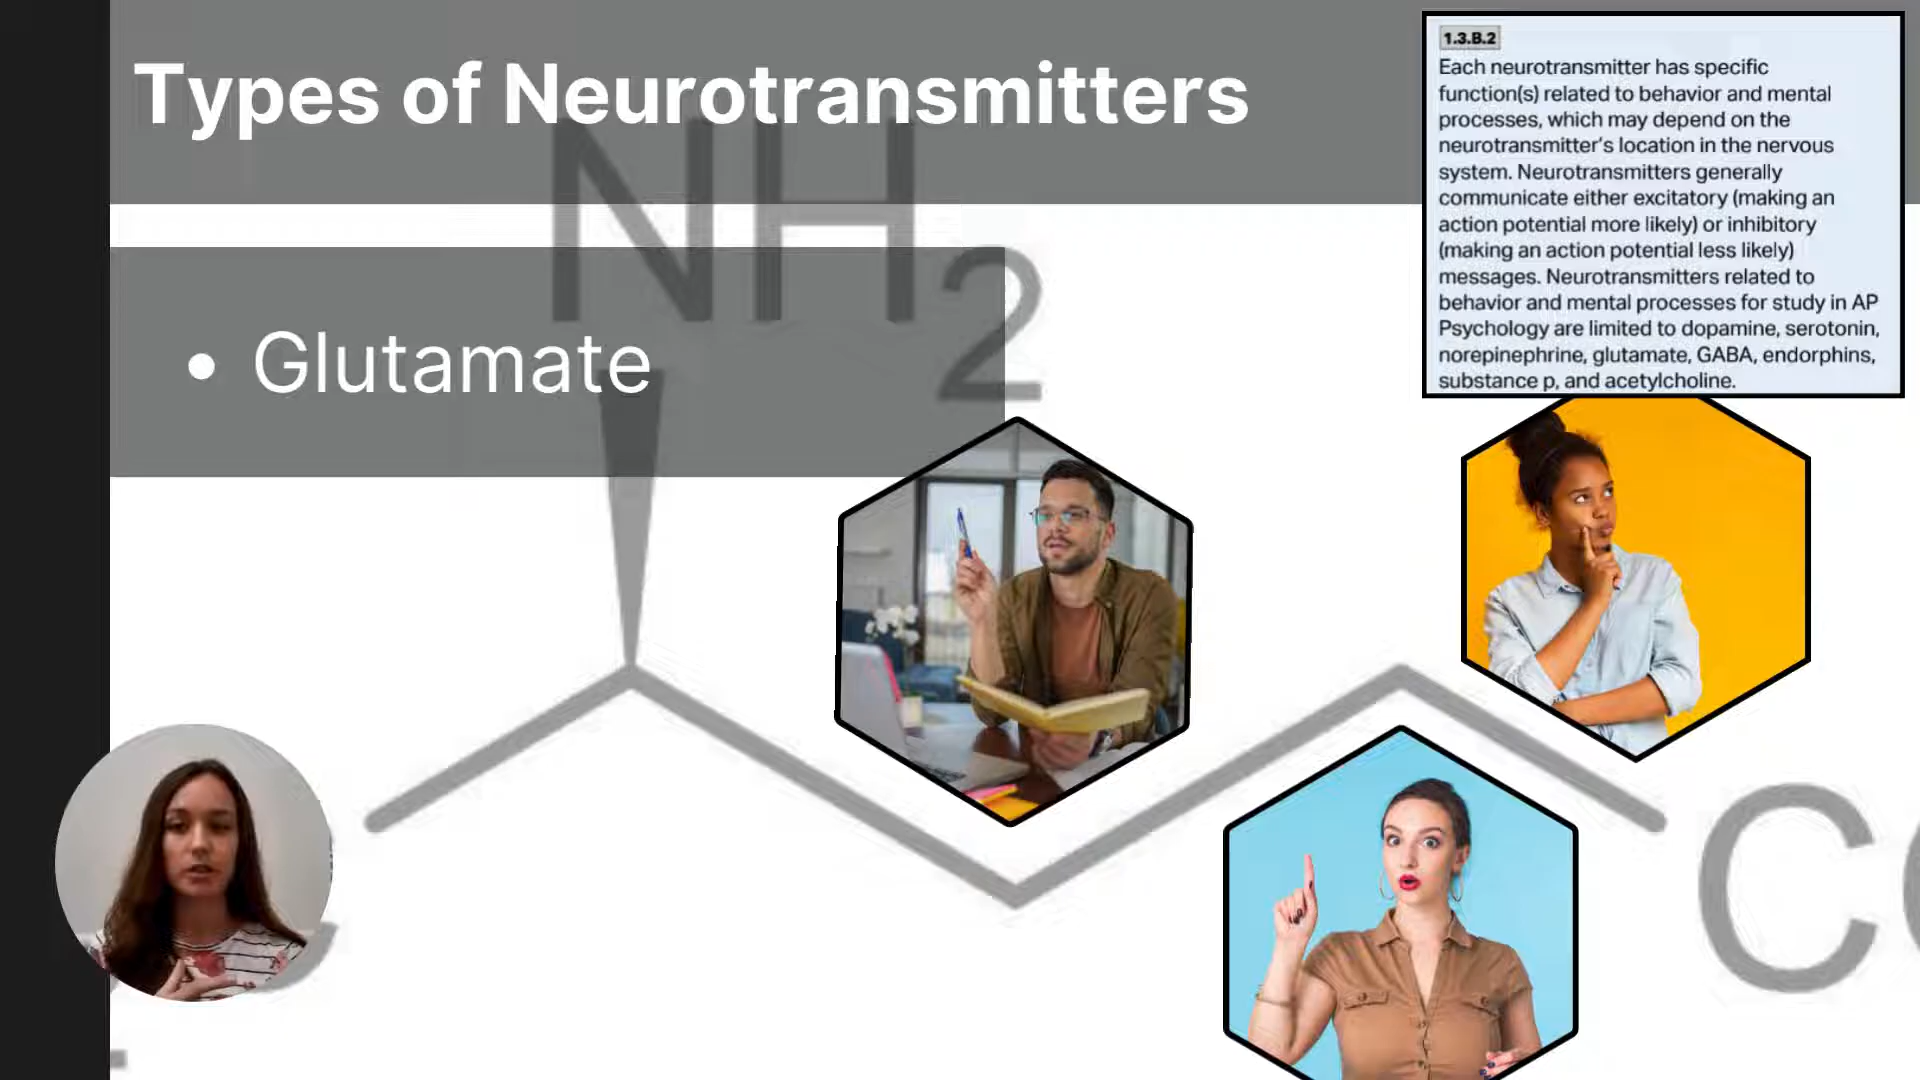 Types of Neurotransmitters
1.3.B.2
Each neurotransmitter has specific
function(s) related to behavior and mental
processes, which may depend on the
neurotransmitter's location in the nervous
system. Neurotransmitters generally
communicate either excitatory (making an
action potential more likely) or inhibitory
(making an action potential less likely)
messages. Neurotransmitters related to
behavior and mental processes for study in AP
Psychology are limited to dopamine, serotonin,
norepinephrine, glutamate, GABA, endorphins,
substance p, and acetylcholine.
NH2
• Glutamate
C